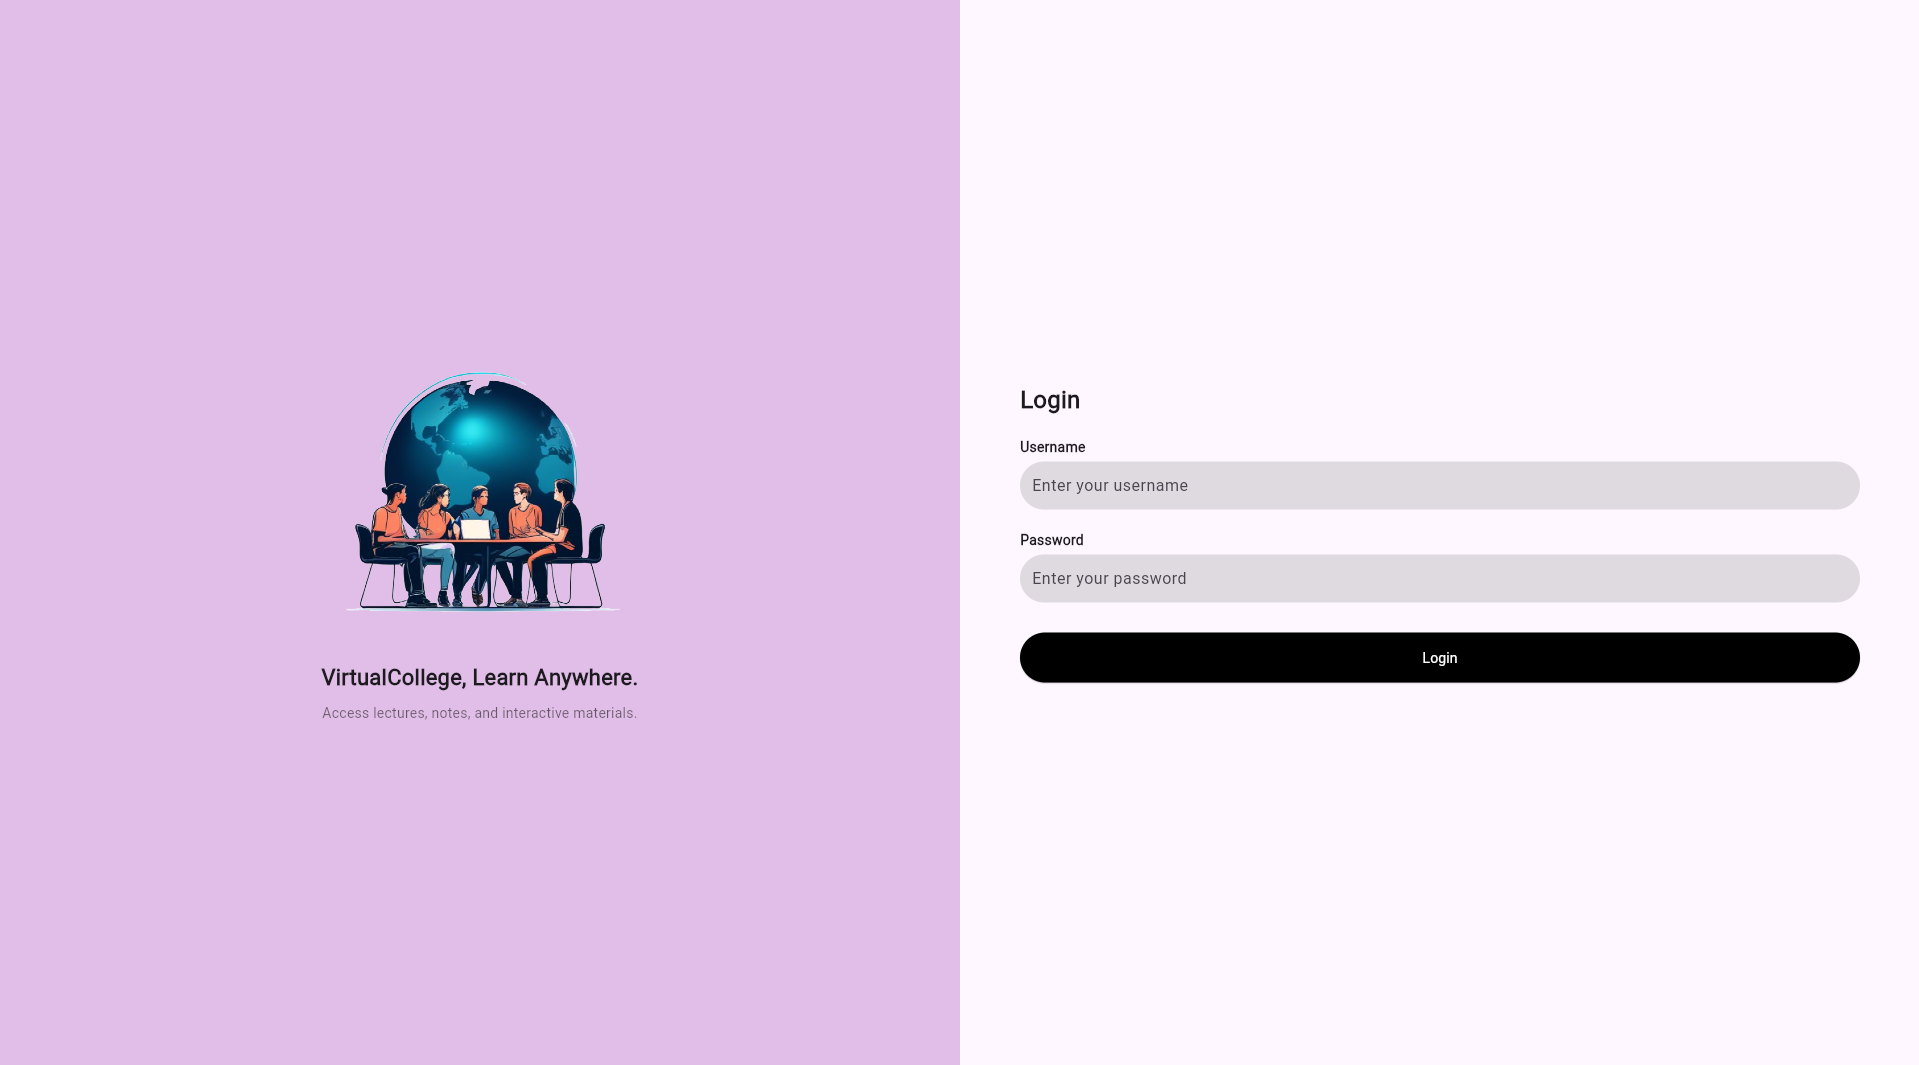 VirtualCollege, Learn Anywhere.
Access lectures, notes, and interactive materials.
Login
Username
Enter your username
Password
Enter your password
Login